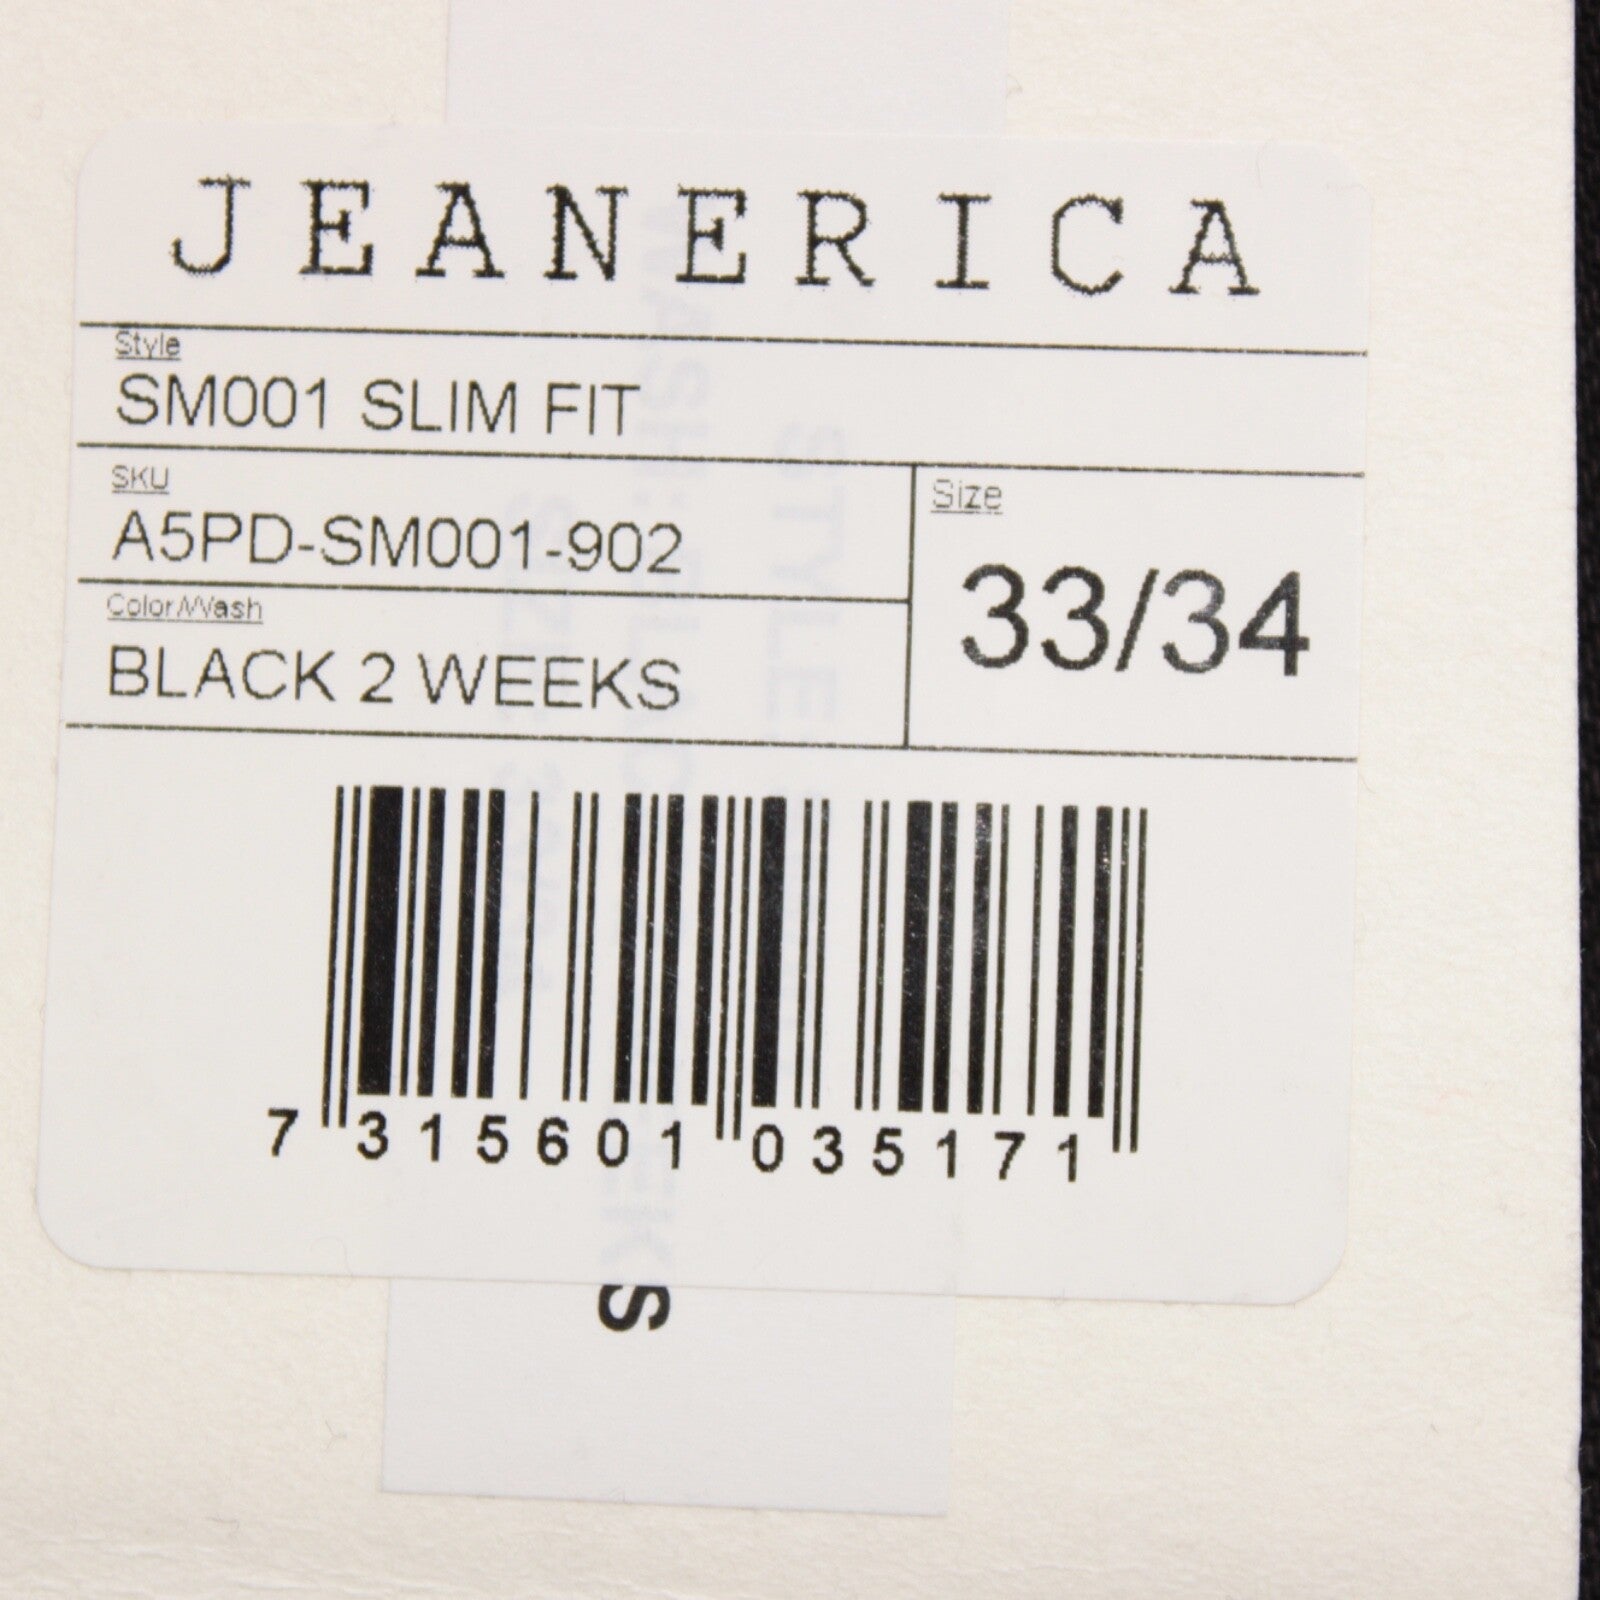 JEANERICA
Style
SM001 SLIM FIT
SKU
A5PD-SM001-902
Size
33/34
Color/Wash
BLACK 2 WEEKS
7 315601 035171
S